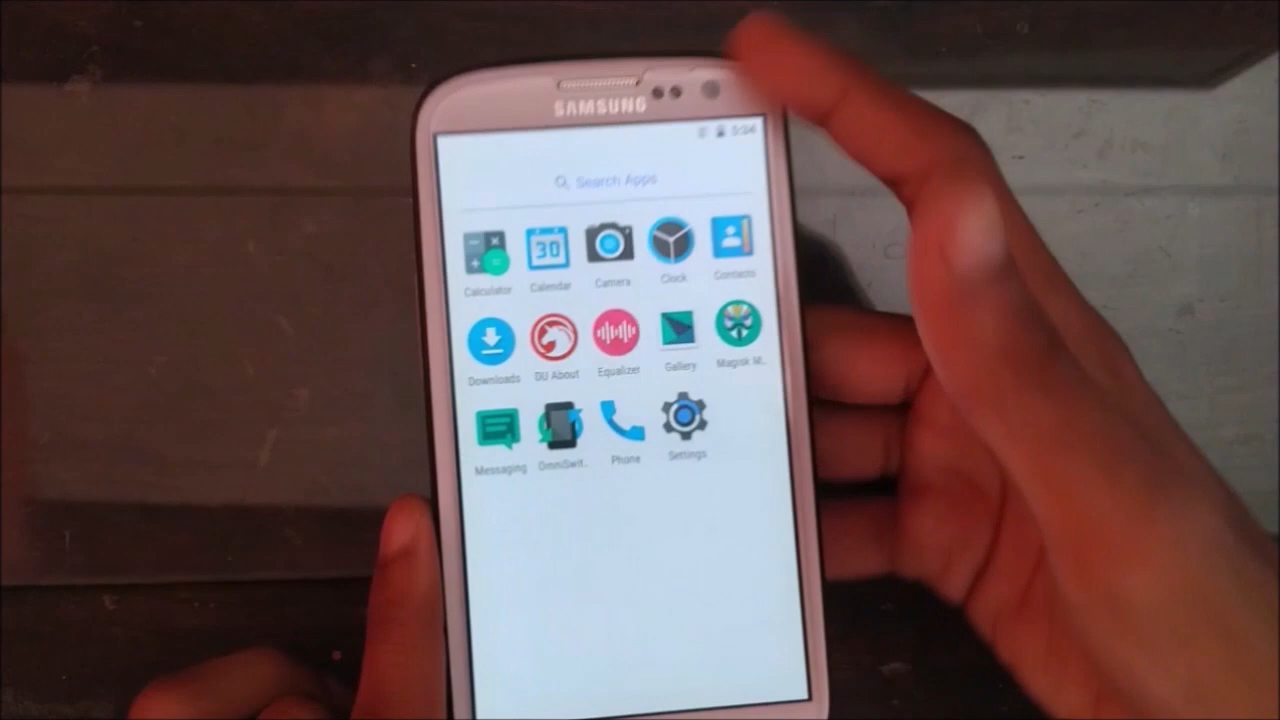 SAMSUNG
Search Apps
30
Calculator Calendar Camera Clock Contacts
Downloads DU About Equalizer Gallery Magisk M..
Messaging OmniSwit.. Phone Settings